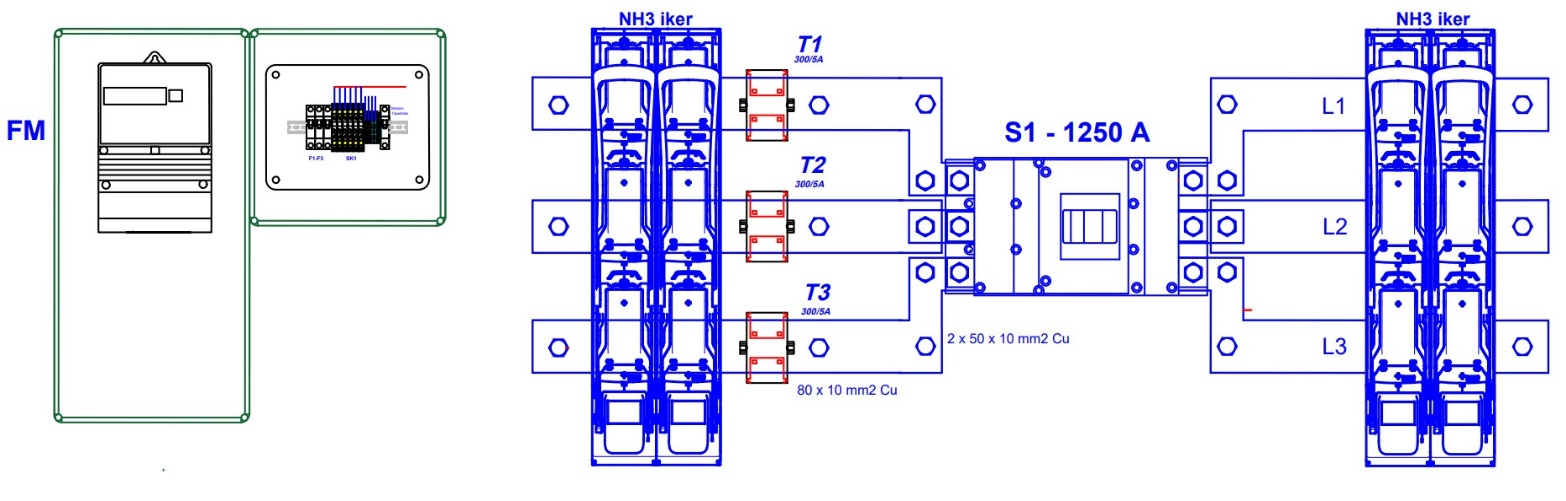 FM
F1-F3
SK1
NH3 iker
T1
300/5A
T2
300/5A
T3
300/5A
80 x 10 mm2 Cu
2 x 50 x 10 mm2 Cu
S1 - 1250 A
NH3 iker
L1
L2
L3